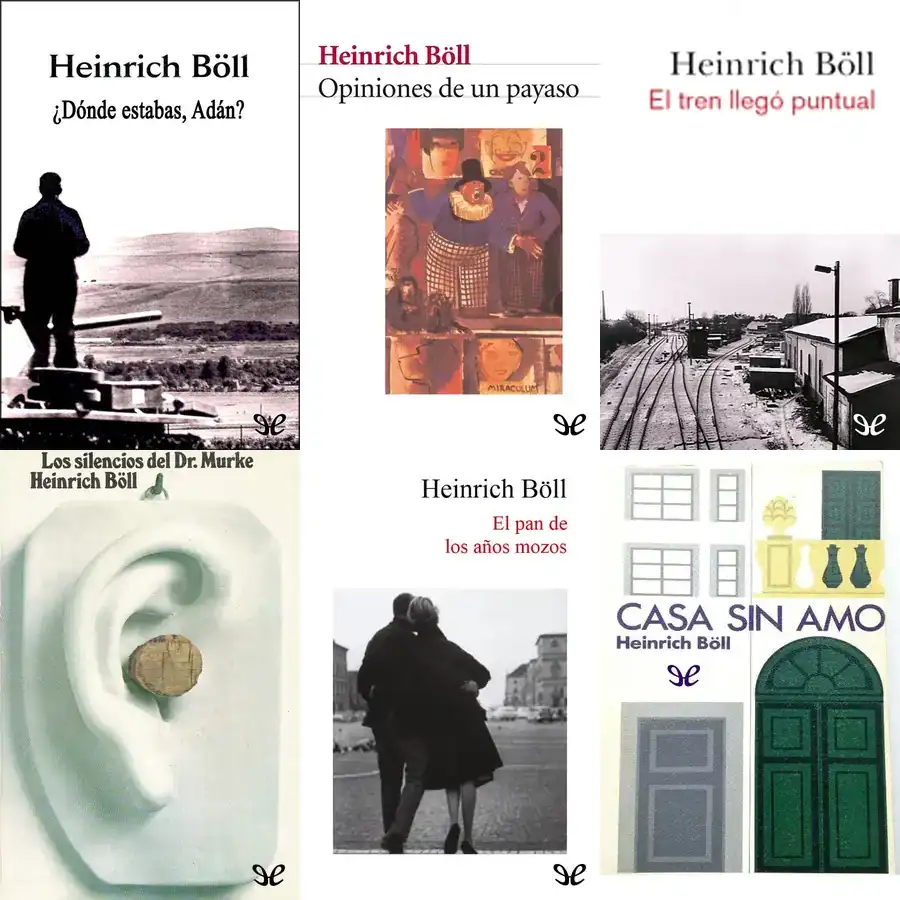 Heinrich Böll
¿Dónde estabas, Adán?
Heinrich Böll
Opiniones de un payaso
MIRACULUM
Heinrich Böll
El tren llegó puntual
Los silencios del Dr. Murke
Heinrich Böll
Heinrich Böll
El pan de
los años mozos
CASA SIN AMO
Heinrich Böll